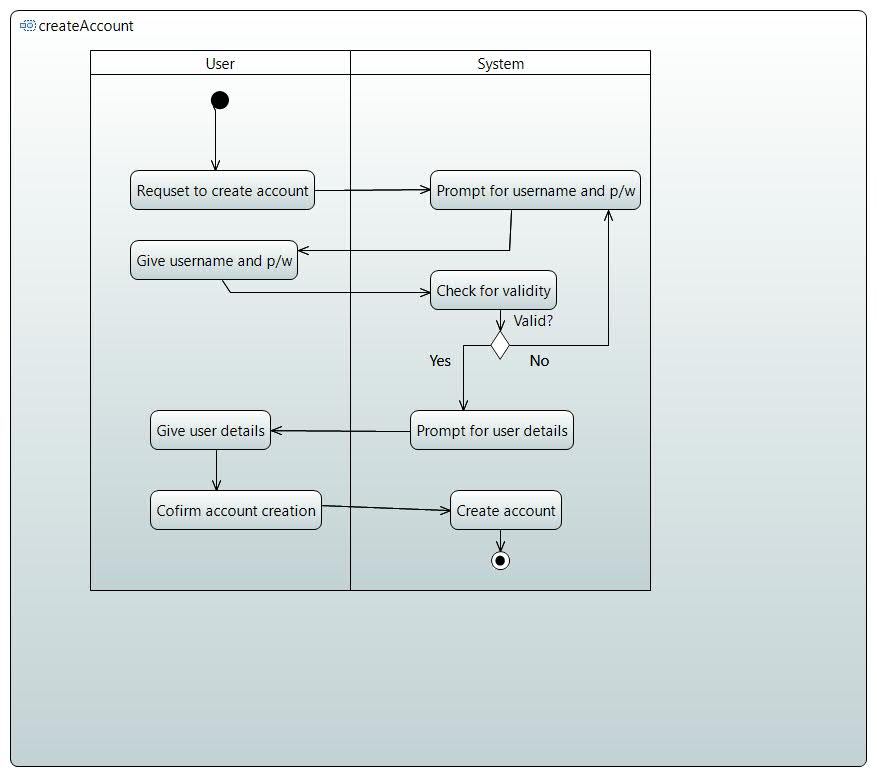 createAccount
User
System
Requset to create account
Prompt for username and p/w
Give username and p/w
Check for validity
Valid?
Yes
No
Give user details
Prompt for user details
Cofirm account creation
Create account